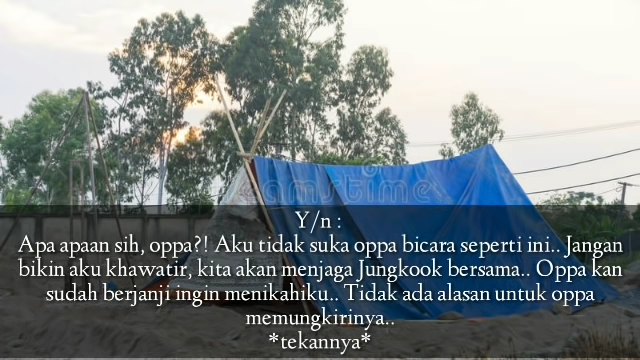 dreamstime
Y/n :
Apa apaan sih, oppa?! Aku tidak suka oppa bicara seperti ini.. Jangan
bikin aku khawatir, kita akan menjaga Jungkook bersama.. Oppa kan
sudah berjanji ingin menikahiku.. Tidak ada alasan untuk oppa
memungkirinya..
*tekannya*